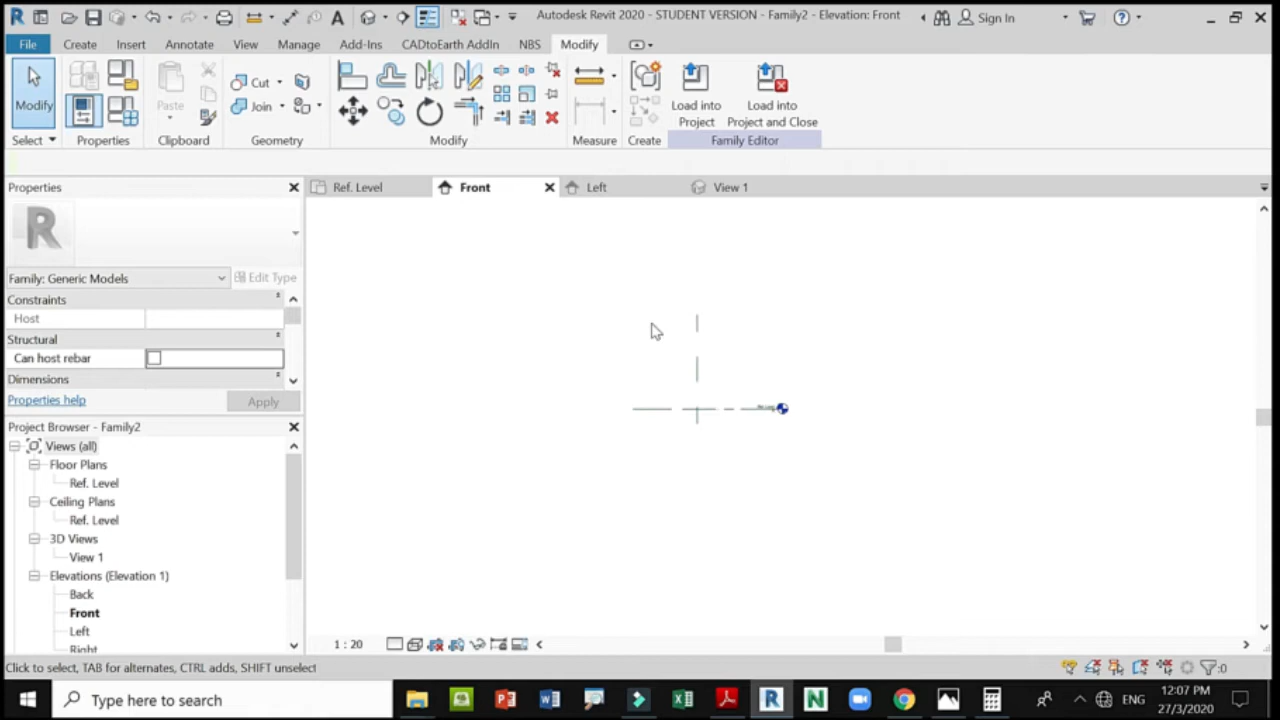 Autodesk Revit 2020 - STUDENT VERSION - Family2 - Elevation: Front
Sign In
File Create Insert Annotate View Manage Add-Ins CADtoEarth AddIn NBS Modify
Modify
Paste
Cut
Join
Load into
Project
Load into
Project and Close
Select Properties Clipboard Geometry Modify Measure Create Family Editor
Properties
Ref. Level
Front
Left
View 1
Family: Generic Models
Edit Type
Constraints
Host
Structural
Can host rebar
Dimensions
Properties help
Apply
Project Browser - Family2
Views (all)
Floor Plans
Ref. Level
Ceiling Plans
Ref. Level
3D Views
View 1
Elevations (Elevation 1)
Back
Front
Left
Right
1 : 20
Click to select, TAB for alternates, CTRL adds, SHIFT unselect
:0
Type here to search
ENG
12:07 PM
27/3/2020